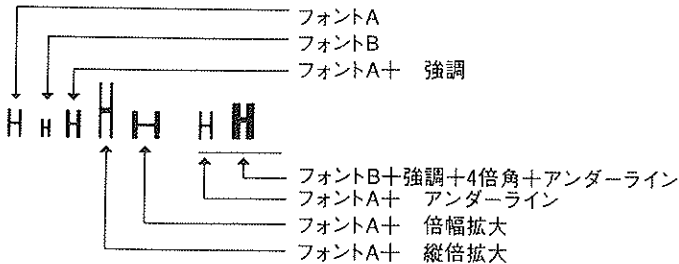 フォントA
フォントB
フォントA＋ 強調
H H H H H H H
フォントB＋強調＋4倍角＋アンダーライン
フォントA＋ アンダーライン
フォントA＋ 倍幅拡大
フォントA＋ 縦倍拡大